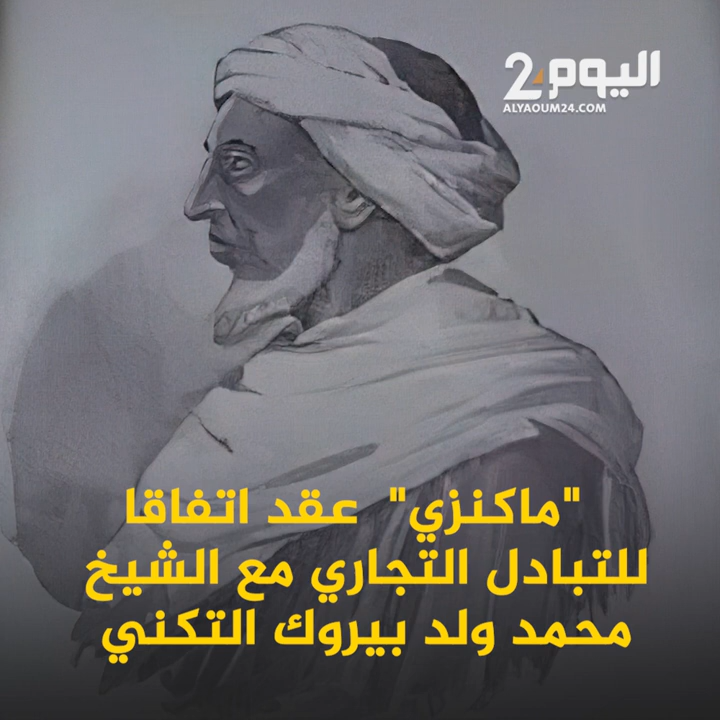 اليوم 24
ALYAOUM24.COM
"ماكنزي" عقد اتفاقا
للتبادل التجاري مع الشيخ
محمد ولد بيروك التكني